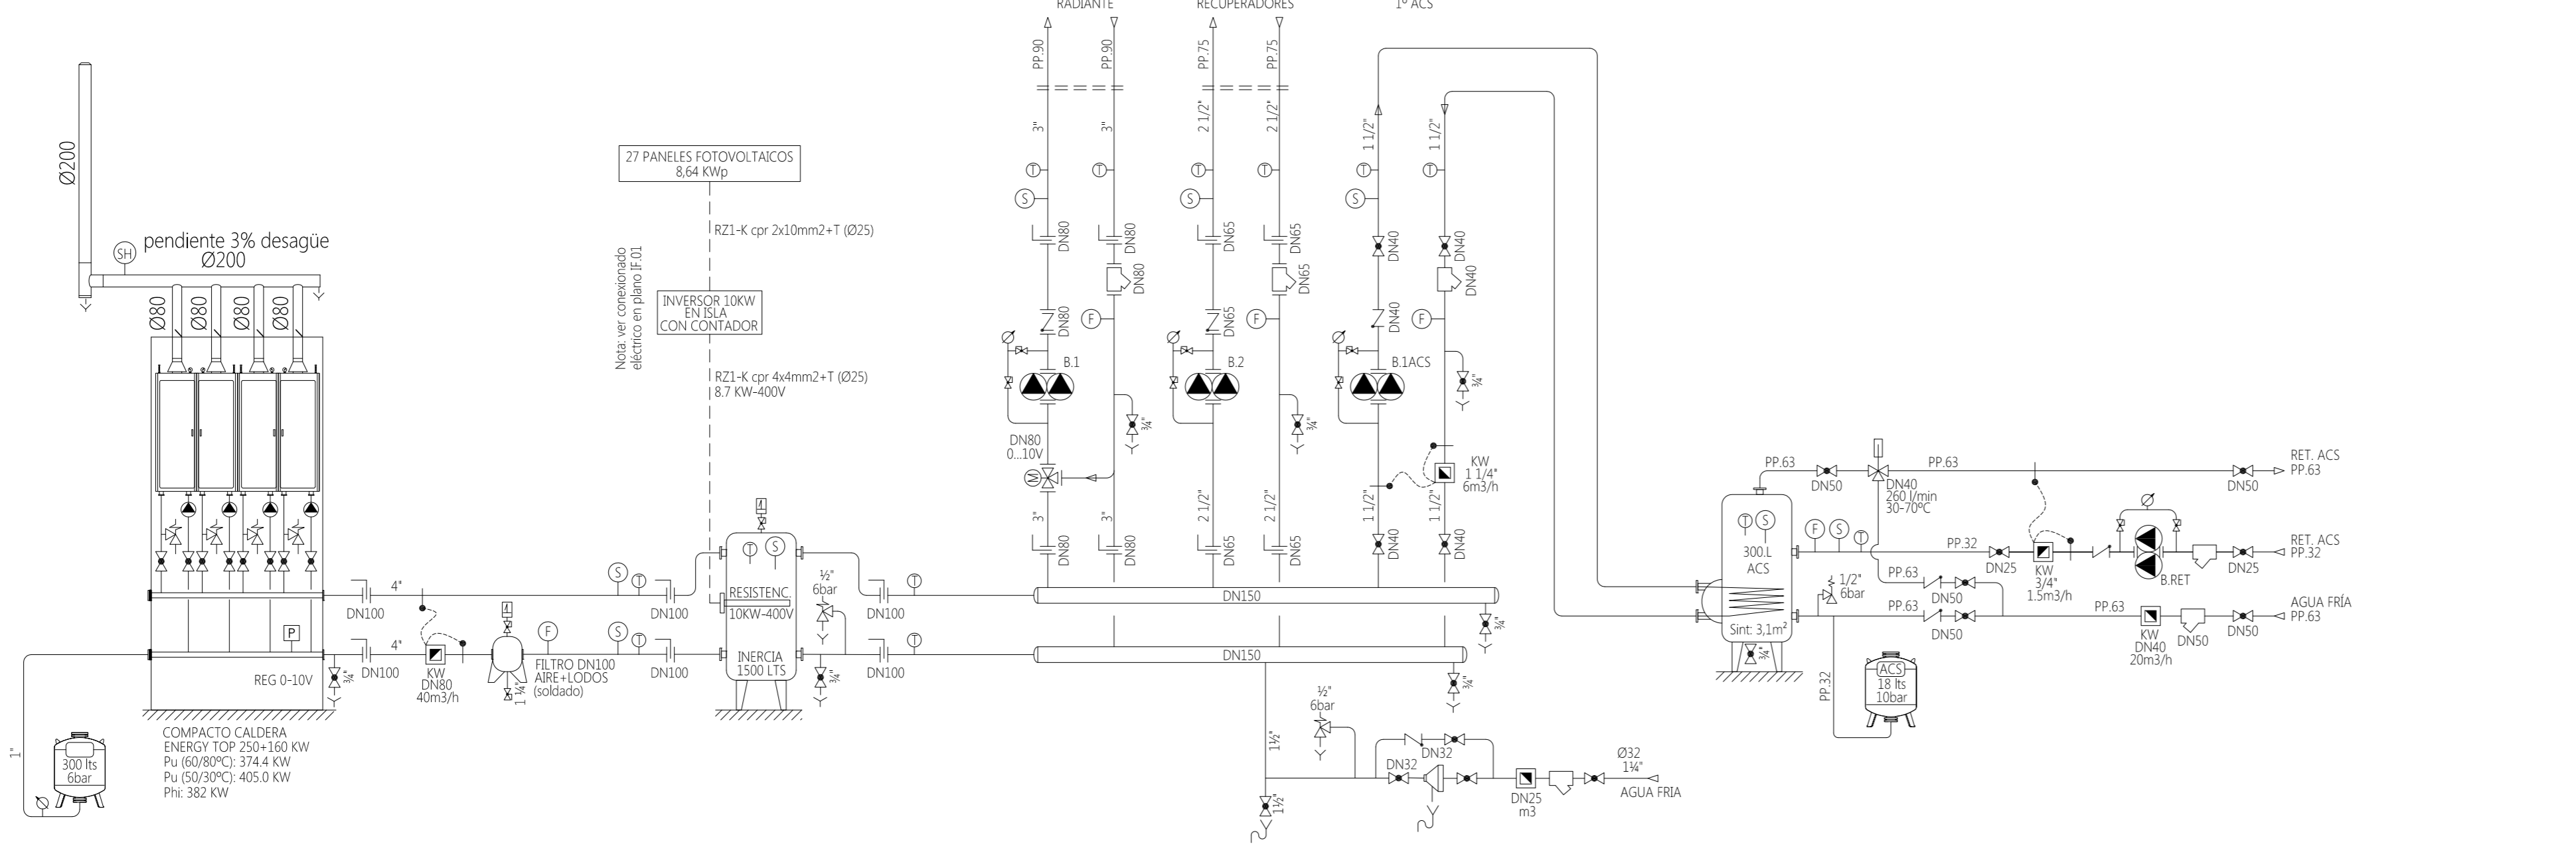 RADIANTE
RECUPERADORES
1º ACS
PP.90
PP.90
PP.75
PP.75
3"
3"
2 1/2"
2 1/2"
1 1/2"
1 1/2"
Ø200
27 PANELES FOTOVOLTAICOS
8,64 KWp
T
T
T
T
T
T
S
S
S
RZ1-K cpr 2x10mm2+T (Ø25)
Nota: ver conexionado
eléctrico en plano IF.01
INVERSOR 10KW
EN ISLA
CON CONTADOR
RZ1-K cpr 4x4mm2+T (Ø25)
8.7 KW-400V
SH
pendiente 3% desagüe
Ø200
Ø80
Ø80
Ø80
Ø80
DN80
DN80
DN65
DN65
DN40
DN40
DN80
DN65
DN40
DN80
DN65
DN40
F
F
F
B.1
B.2
B.1ACS
¾"
¾"
¾"
DN80
0...10V
M
KW
1 1/4"
6m3/h
3"
3"
2 1/2"
2 1/2"
1 1/2"
1 1/2"
DN80
DN80
DN65
DN65
DN40
DN40
T
S
RESISTENC.
10KW-400V
INERCIA
1500 LTS
½"
6bar
DN100
T
DN100
T
¾"
4"
DN100
S
T
DN100
4"
DN100
KW
DN80
40m3/h
F
S
T
DN100
FILTRO DN100
AIRE+LODOS
(soldado)
1 ¼"
P
REG 0-10V
¾"
COMPACTO CALDERA
ENERGY TOP 250+160 KW
Pu (60/80ºC): 374.4 KW
Pu (50/30ºC): 405.0 KW
Phi: 382 KW
1"
300 lts
6bar
DN150
DN150
¾"
¾"
½"
6bar
1½"
1½"
DN32
DN32
DN25
m3
Ø32
1¼"
AGUA FRIA
PP.63
DN50
DN40
260 l/min
30-70ºC
PP.63
DN50
RET. ACS
PP.63
T
S
300.L
ACS
Sint: 3,1m²
¾"
F
S
T
PP.32
DN25
KW
3/4"
1.5m3/h
B.RET
DN25
RET. ACS
PP.32
1/2"
6bar
PP.63
DN50
PP.63
DN50
PP.63
KW
DN40
20m3/h
DN50
DN50
AGUA FRÍA
PP.63
PP.32
ACS
18 lts
10bar